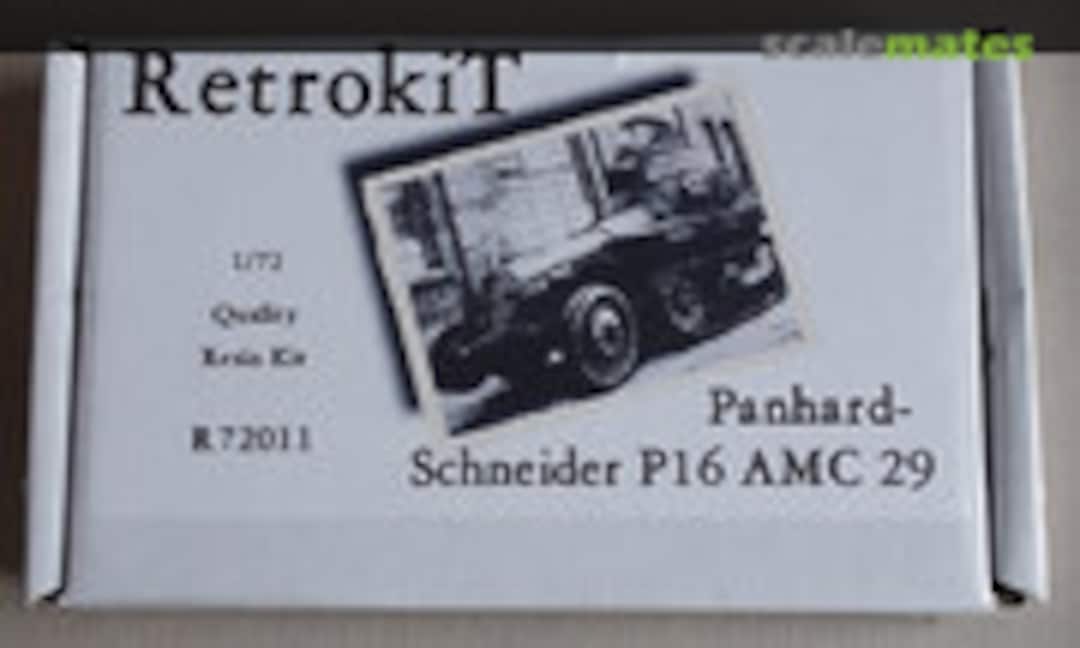 scalemates
RetrokiT
1/72
Quality
Resin Kit
R72011
Panhard-
Schneider P16 AMC 29